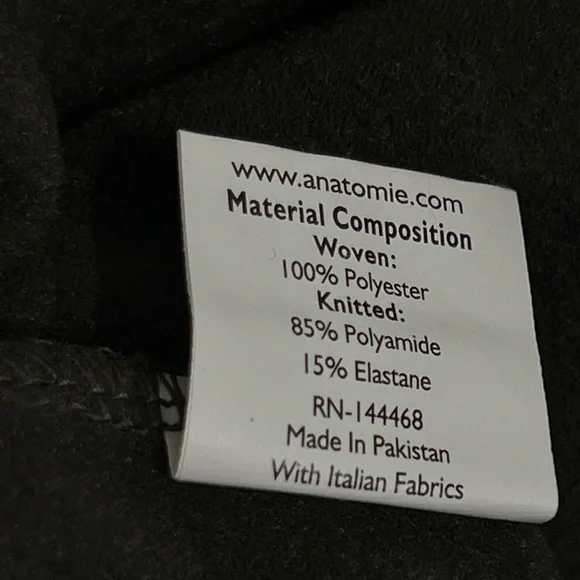 www.anatomie.com
Material Composition
Woven:
100% Polyester
Knitted:
85% Polyamide
15% Elastane
RN-144468
Made In Pakistan
With Italian Fabrics